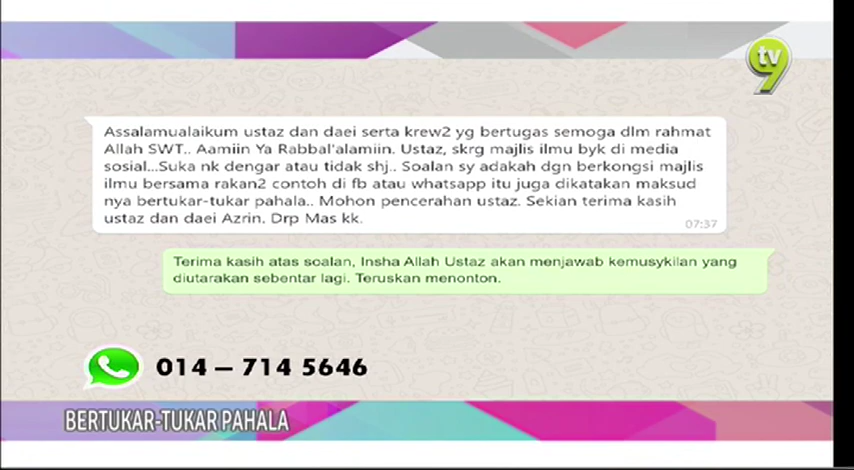 tv
9
Assalamualaikum ustaz dan daei serta krew2 yg bertugas semoga dlm rahmat
Allah SWT.. Aamiin Ya Rabbal'alamiin. Ustaz, skrg majlis ilmu byk di media
sosial...Suka nk dengar atau tidak shj.. Soalan sy adakah dgn berkongsi majlis
ilmu bersama rakan2 contoh di fb atau whatsapp itu juga dikatakan maksud
nya bertukar-tukar pahala.. Mohon pencerahan ustaz. Sekian terima kasih
ustaz dan daei Azrin. Drp Mas kk.
07:37
Terima kasih atas soalan, Insha Allah Ustaz akan menjawab kemusykilan yang
diutarakan sebentar lagi. Teruskan menonton.
014 – 714 5646
BERTUKAR-TUKAR PAHALA